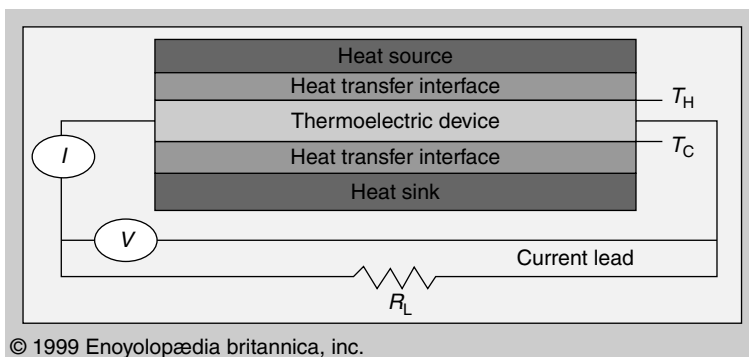 Heat source
Heat transfer interface
T_H
Thermoelectric device
I
T_C
Heat transfer interface
Heat sink
V
Current lead
R_L
© 1999 Enoyolopædia britannica, inc.